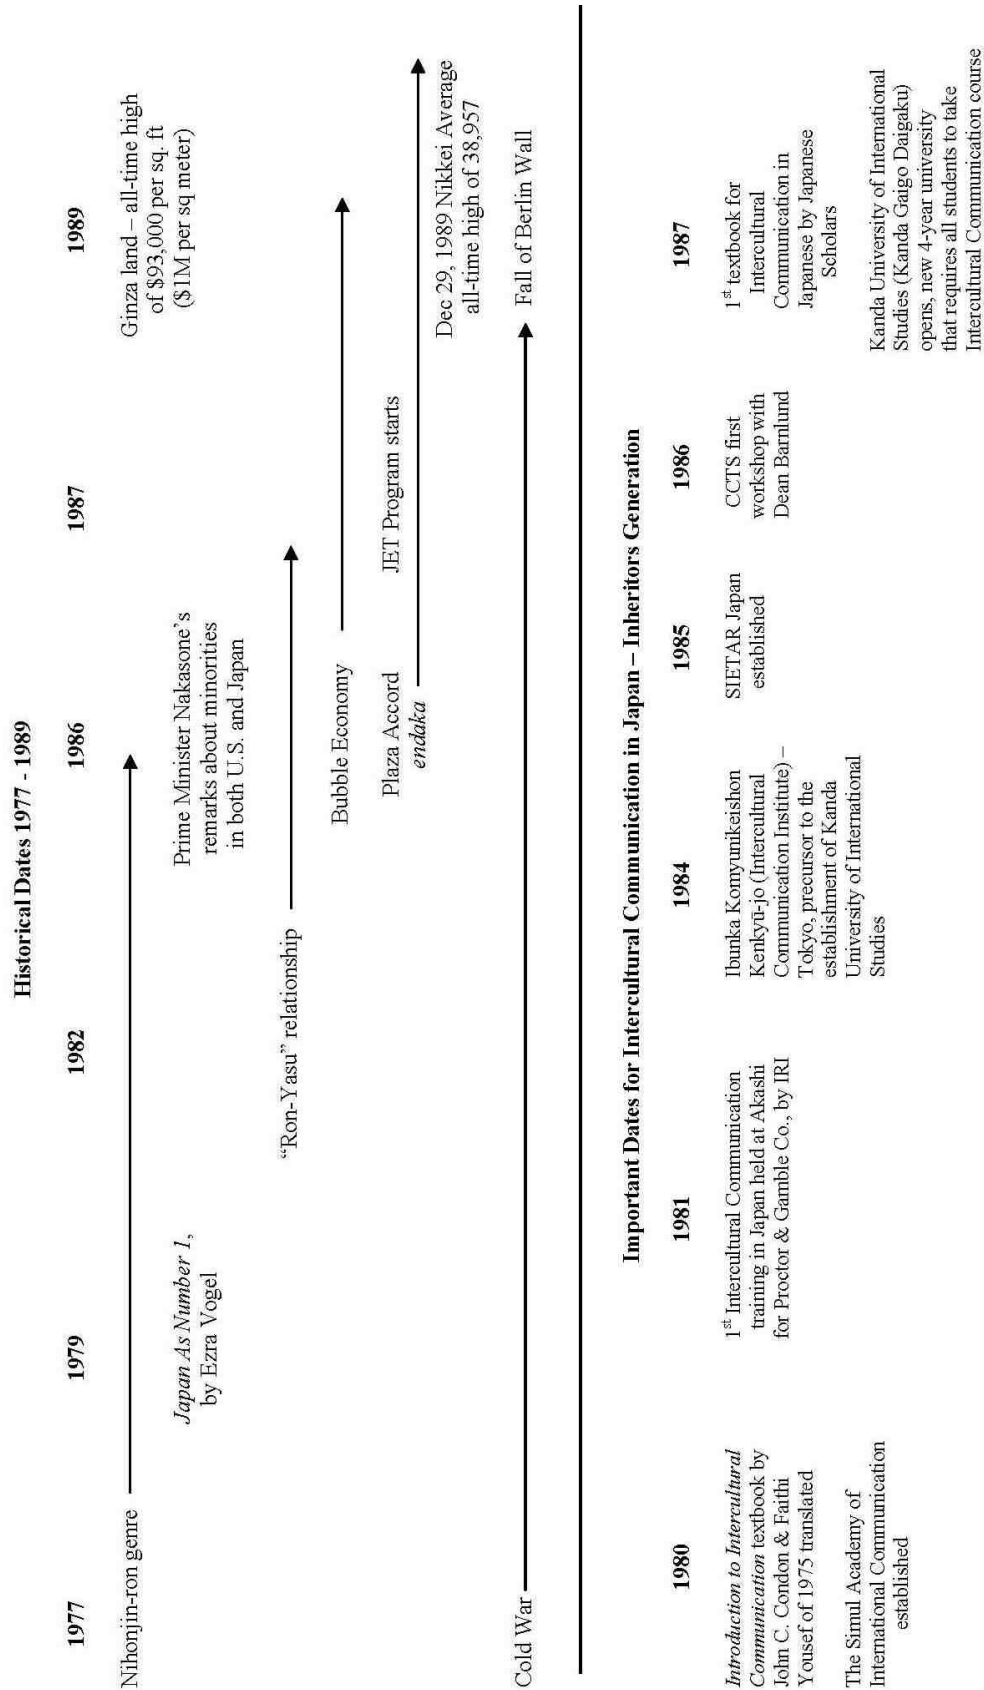 Historical Dates 1977 - 1989
1977
1979
1982
1986
1987
1989
Nihonjin-ron genre
Ginza land – all-time high
of $93,000 per sq. ft
($1M per sq meter)
Japan As Number 1,
by Ezra Vogel
Prime Minister Nakasone’s
remarks about minorities
in both U.S. and Japan
“Ron-Yasu” relationship
Bubble Economy
Plaza Accord
endaka
JET Program starts
Dec 29, 1989 Nikkei Average
all-time high of 38,957
Cold War
Fall of Berlin Wall
Important Dates for Intercultural Communication in Japan – Inheritors Generation
1980
1981
1984
1985
1986
1987
Introduction to Intercultural
Communication textbook by
John C. Condon & Faithi
Yousef of 1975 translated
The Simul Academy of
International Communication
established
1st Intercultural Communication
training in Japan held at Akashi
for Proctor & Gamble Co., by IRI
Ibunka Komyunikeishon
Kenkyū-jo (Intercultural
Communication Institute) –
Tokyo, precursor to the
establishment of Kanda
University of International
Studies
SIETAR Japan
established
CCTS first
workshop with
Dean Barnlund
1st textbook for
Intercultural
Communication in
Japanese by Japanese
Scholars
Kanda University of International
Studies (Kanda Gaigo Daigaku)
opens, new 4-year university
that requires all students to take
Intercultural Communication course